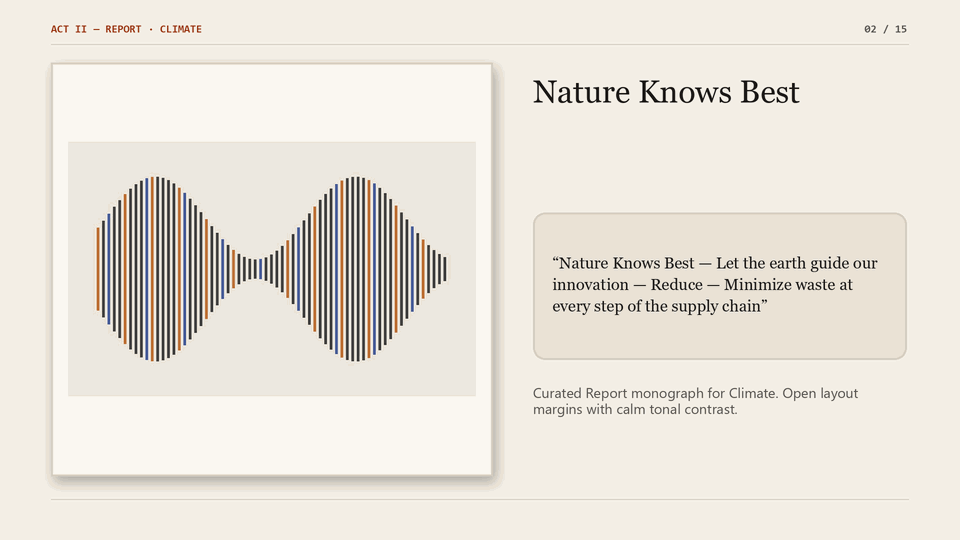 ACT II — REPORT · CLIMATE
02 / 15
Nature Knows Best
“Nature Knows Best — Let the earth guide our
innovation — Reduce — Minimize waste at
every step of the supply chain”
Curated Report monograph for Climate. Open layout
margins with calm tonal contrast.